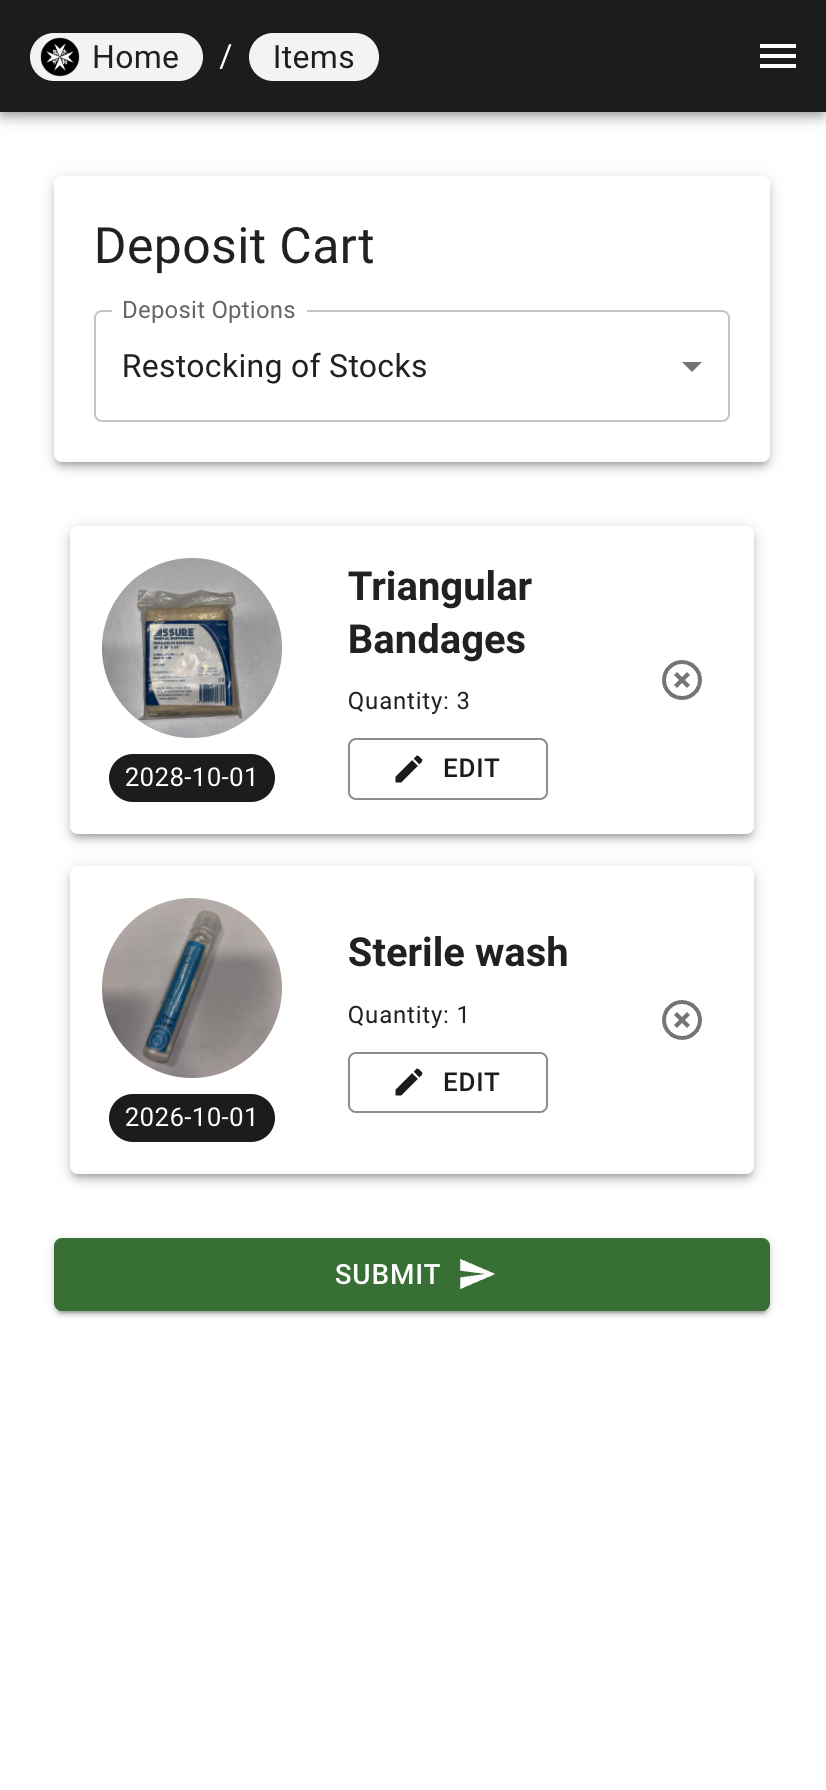 Home / Items
Deposit Cart
Deposit Options
Restocking of Stocks
ASSURE
Triangular
Bandages
Quantity: 3
EDIT
2028-10-01
Sterile wash
Quantity: 1
EDIT
2026-10-01
SUBMIT